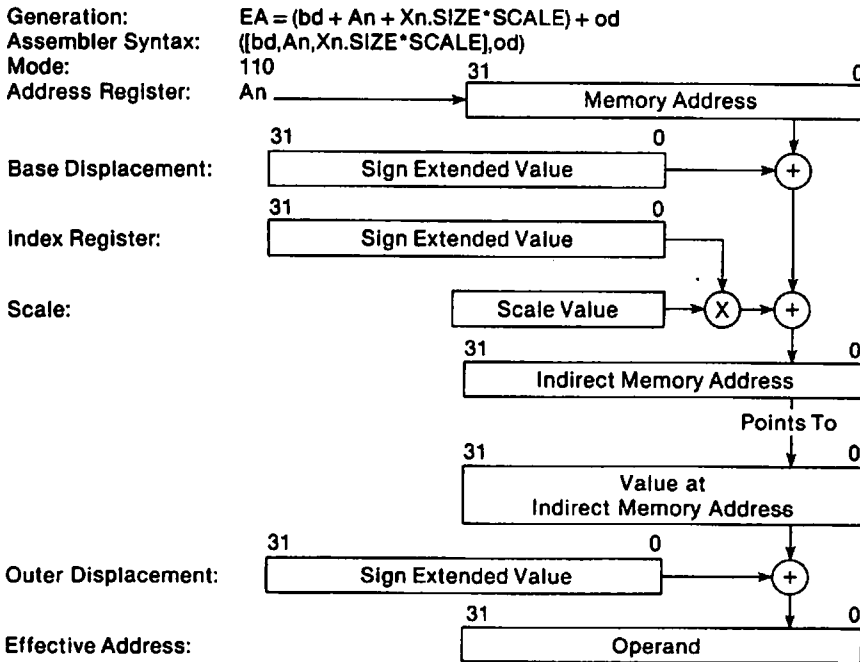 Generation: EA = (bd + An + Xn.SIZE*SCALE) + od
Assembler Syntax: ([bd,An,Xn.SIZE*SCALE],od)
Mode: 110
31 0
Address Register: An Memory Address
31 0
Base Displacement: Sign Extended Value +
31 0
Index Register: Sign Extended Value
Scale: Scale Value X +
31 0
Indirect Memory Address
Points To
31 0
Value at
Indirect Memory Address
31 0
Outer Displacement: Sign Extended Value +
31 0
Effective Address: Operand